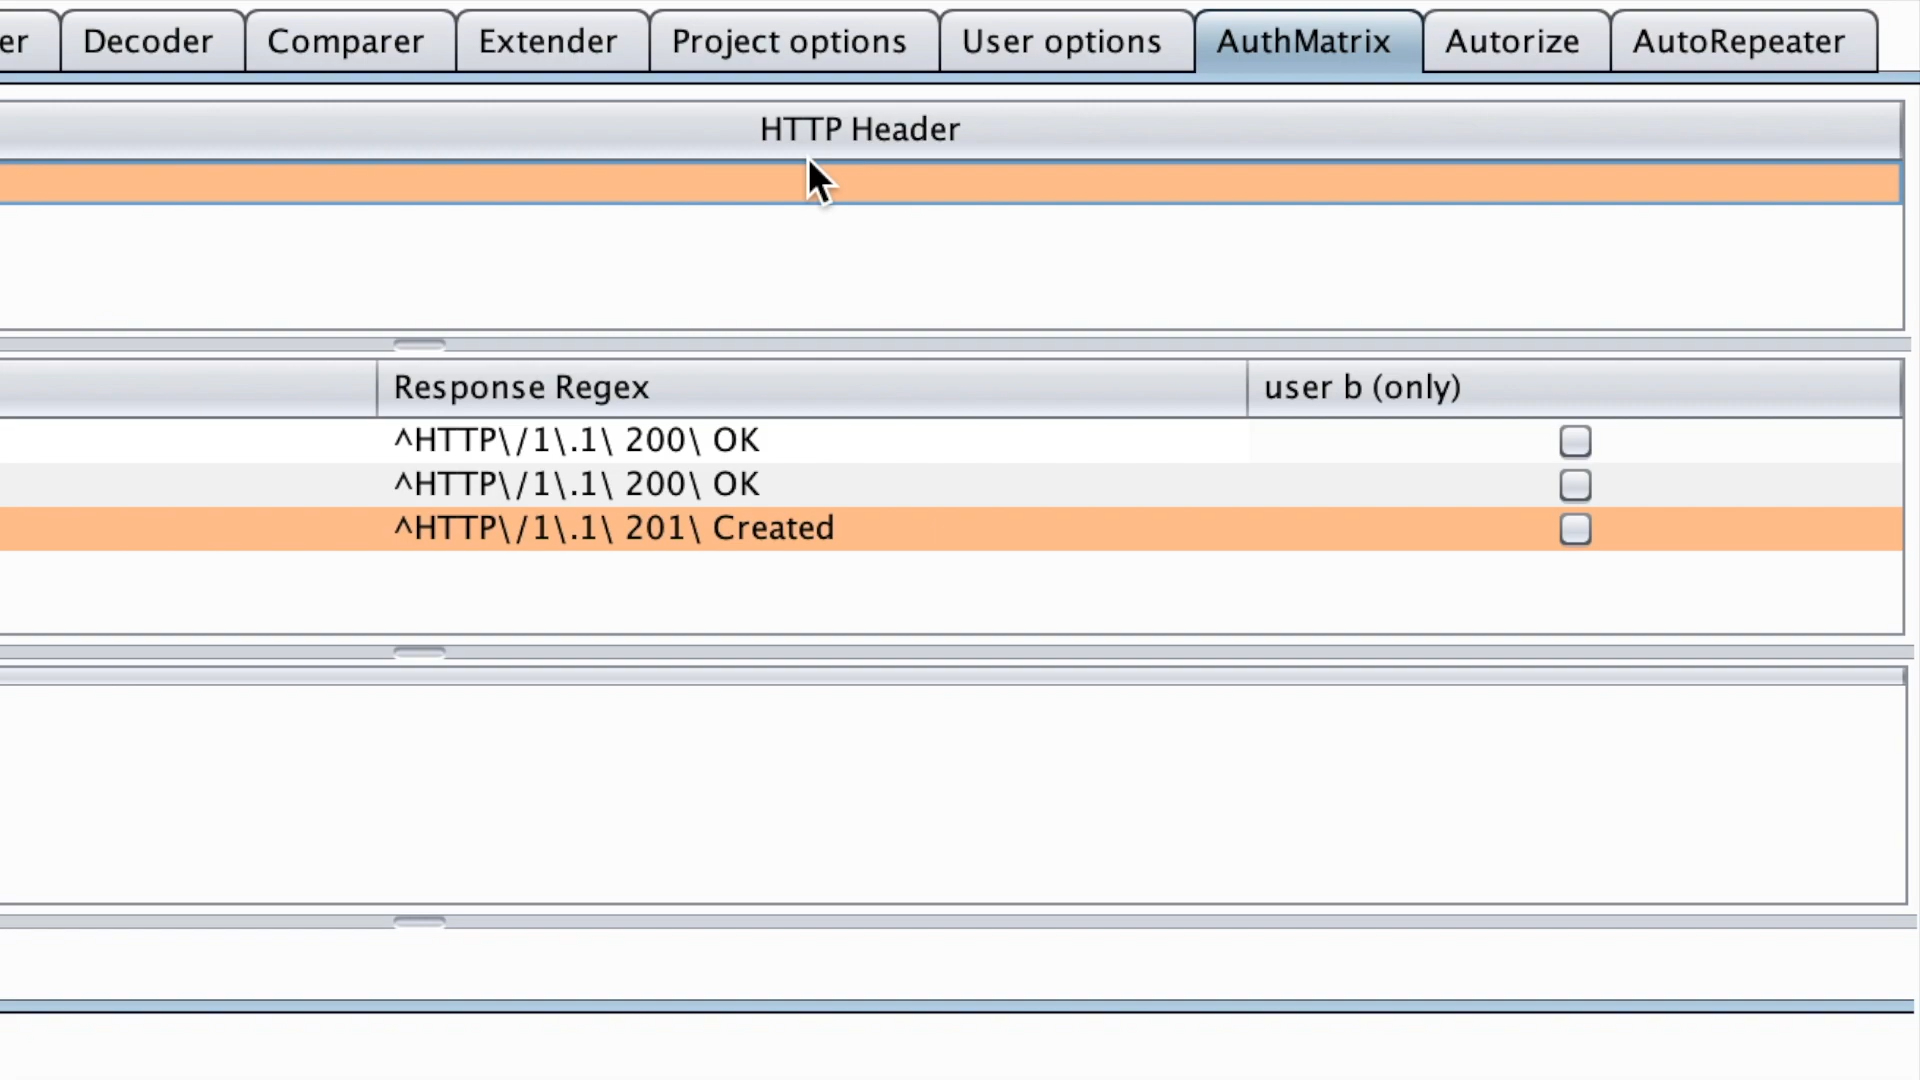 er Decoder Comparer Extender Project options User options AuthMatrix Autorize AutoRepeater
HTTP Header
Response Regex user b (only)
^HTTP\/1\.1\ 200\ OK
^HTTP\/1\.1\ 200\ OK
^HTTP\/1\.1\ 201\ Created